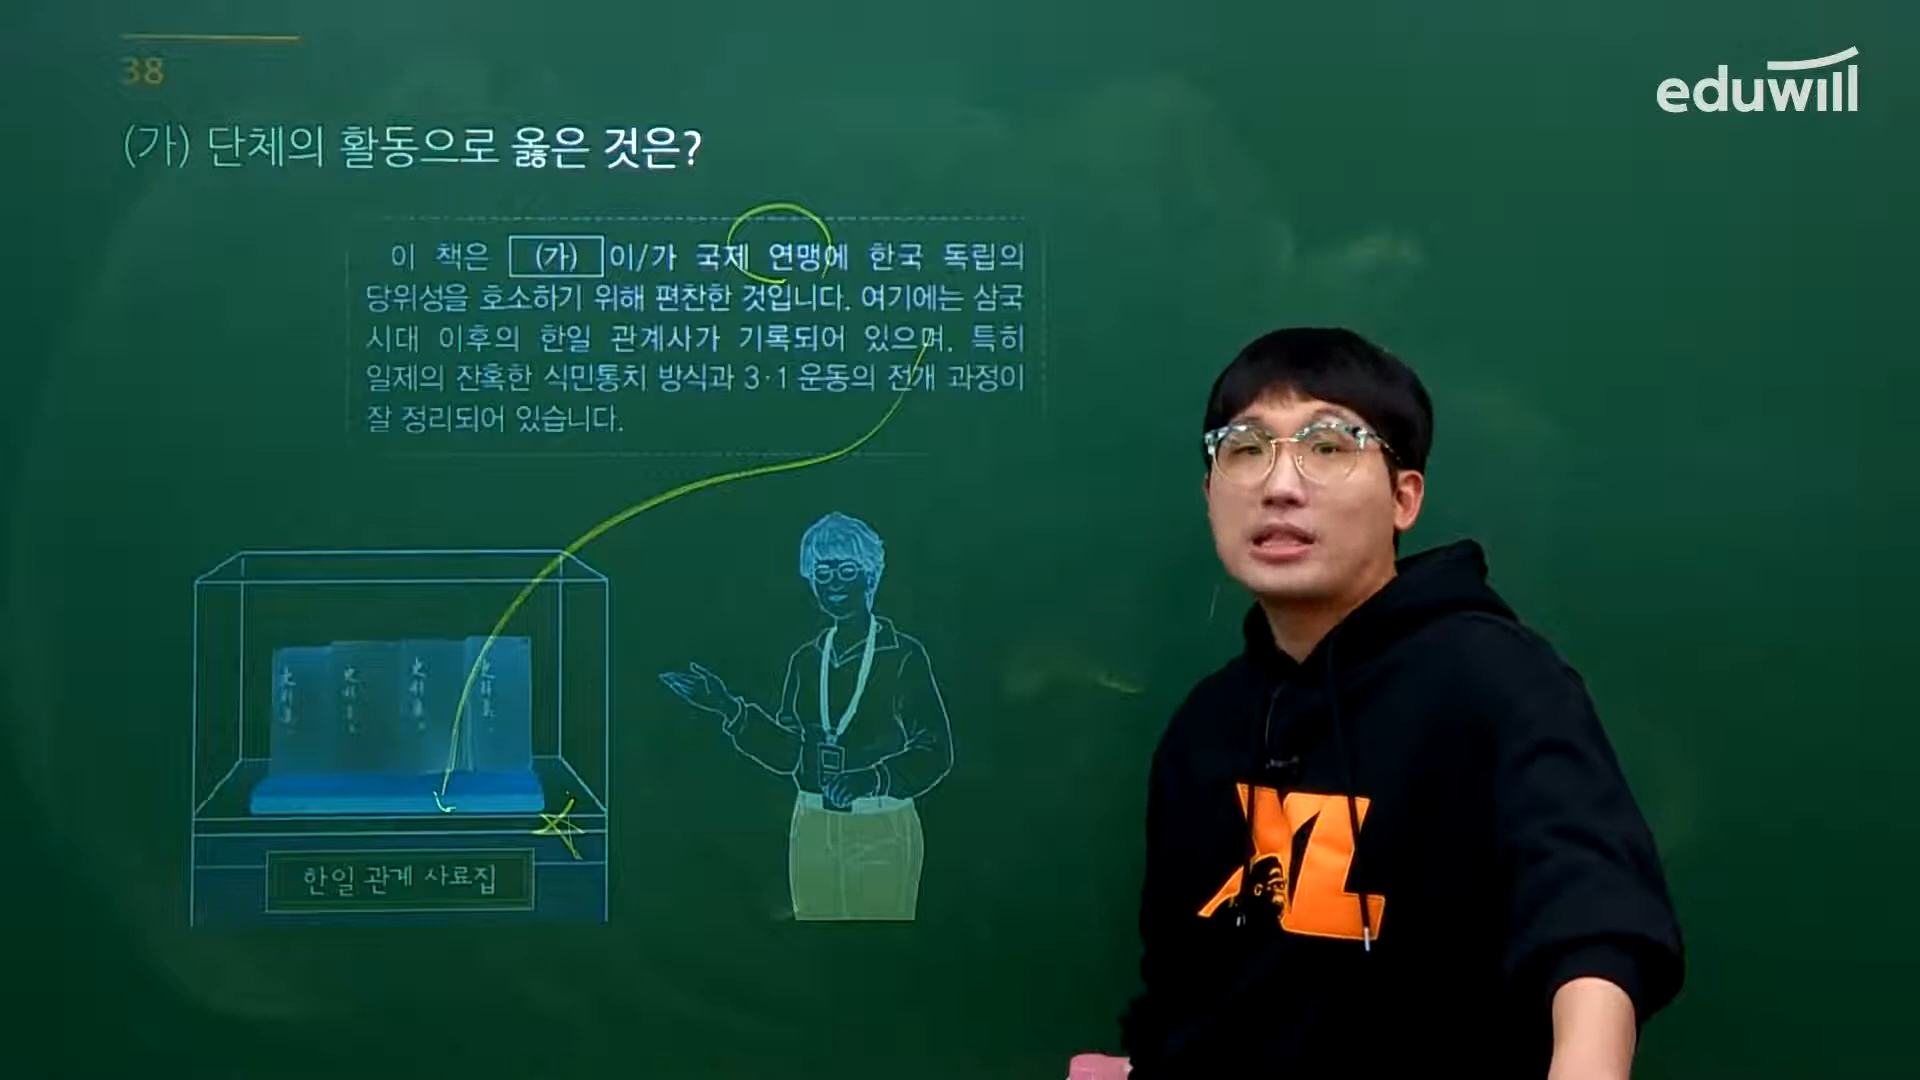 38
eduwill
(가) 단체의 활동으로 옳은 것은?
이 책은 (가) 이/가 국제 연맹에 한국 독립의
당위성을 호소하기 위해 편찬한 것입니다. 여기에는 삼국
시대 이후의 한일 관계사가 기록되어 있으며, 특히
일제의 잔혹한 식민통치 방식과 3·1 운동의 전개 과정이
잘 정리되어 있습니다.
한일 관계 사료집
XL